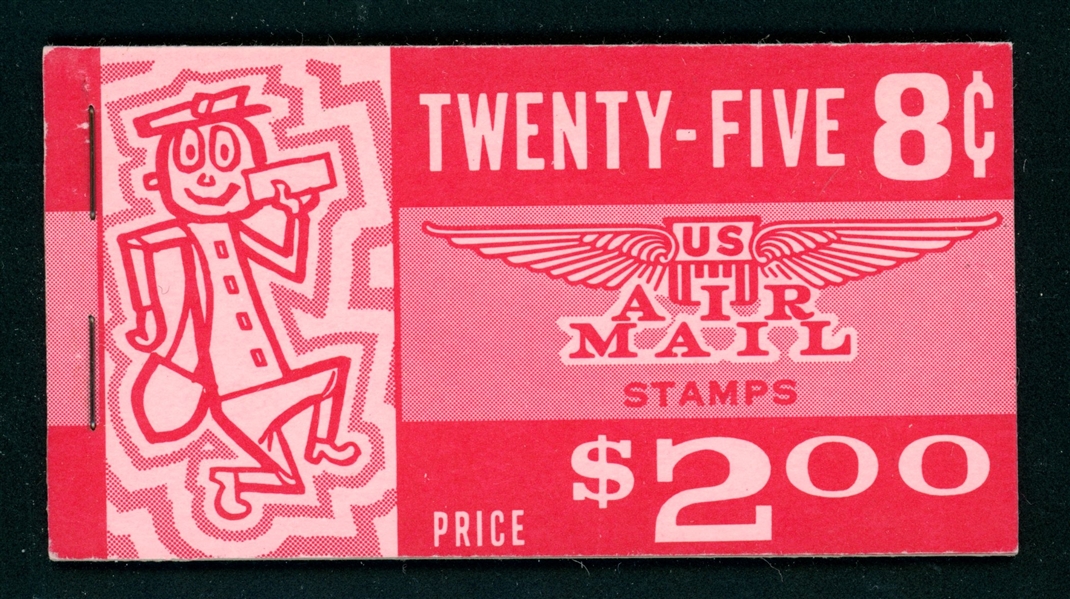 TWENTY-FIVE 8¢
US
AIR
MAIL
STAMPS
PRICE $2.00